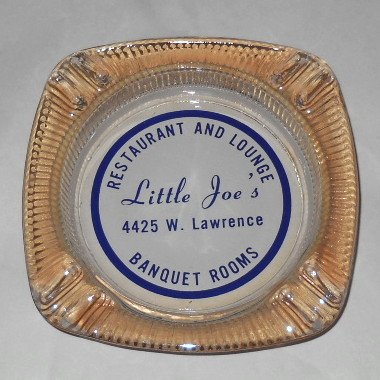 RESTAURANT AND LOUNGE
Little Joe's
4425 W. Lawrence
BANQUET ROOMS